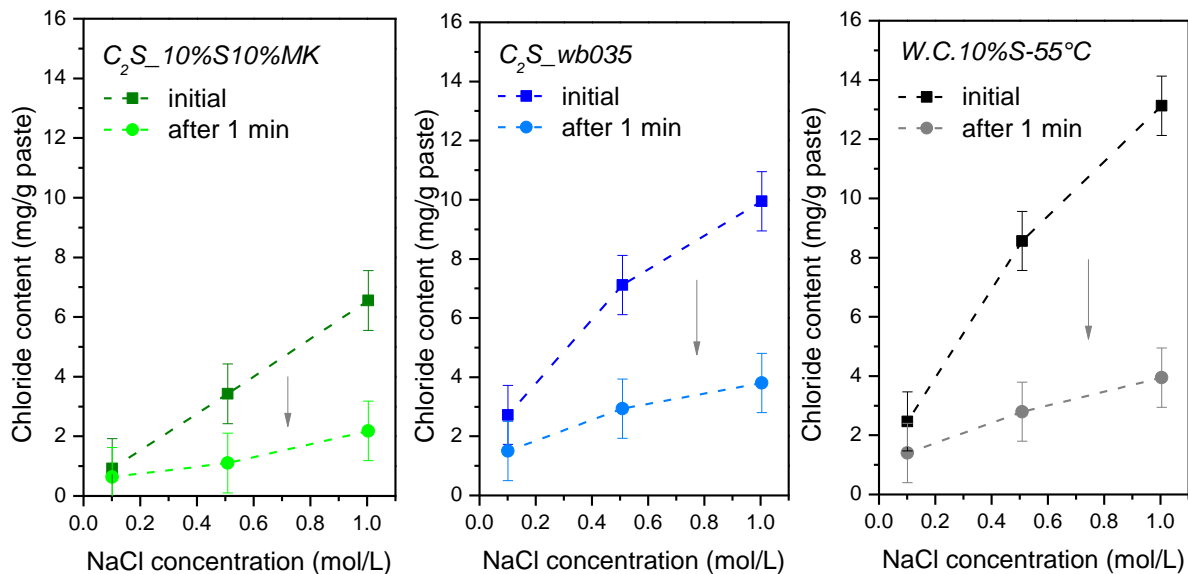 C₂S_10%S10%MK
initial
after 1 min
Chloride content (mg/g paste)
16
14
12
10
8
6
4
2
0
0.0 0.2 0.4 0.6 0.8 1.0
NaCl concentration (mol/L)
C₂S_wb035
initial
after 1 min
Chloride content (mg/g paste)
16
14
12
10
8
6
4
2
0
0.0 0.2 0.4 0.6 0.8 1.0
NaCl concentration (mol/L)
W.C.10%S-55°C
initial
after 1 min
Chloride content (mg/g paste)
16
14
12
10
8
6
4
2
0
0.0 0.2 0.4 0.6 0.8 1.0
NaCl concentration (mol/L)